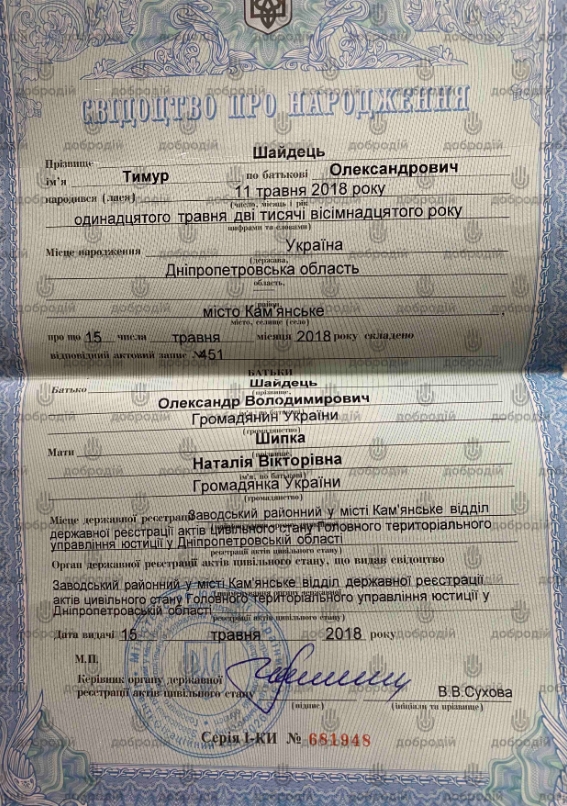 СВІДОЦТВО ПРО НАРОДЖЕННЯ
Прізвище Шайдець
ім'я Тимур по батькові Олександрович
народився (лася) 11 травня 2018 року
(число, місяць і рік
одинадцятого травня дві тисячі вісімнадцятого року
цифрами та словами)
Місце народження Україна
(держава,
Дніпропетровська область
область,
район
місто Кам'янське ,
місто, селище (село)
про що 15 числа травня місяця 2018 року складено
відповідний актовий запис № 451
БАТЬКИ
Батько Шайдець
(прізвище,
Олександр Володимирович
Громадянин України
(громадянство)
Мати Шипка
(прізвище,
Наталія Вікторівна
ім'я, по батькові)
Громадянка України
(громадянство)
Місце державної реєстрації Заводський районний у місті Кам'янське відділ
державної реєстрації актів цивільного стану Головного територіального
управління юстиції у Дніпропетровській області
реєстрації актів цивільного стану)
Орган державної реєстрації актів цивільного стану, що видав свідоцтво
Заводський районний у місті Кам'янське відділ державної реєстрації
актів цивільного стану Головного територіального управління юстиції у
Дніпропетровській області
реєстрації актів цивільного стану)
Дата видачі 15 травня 2018 року
М.П.
Керівник органу державної
реєстрації актів цивільного стану В.В.Сухова
(підпис) (ініціали та прізвище)
Серія І-КИ № 681948
добродій